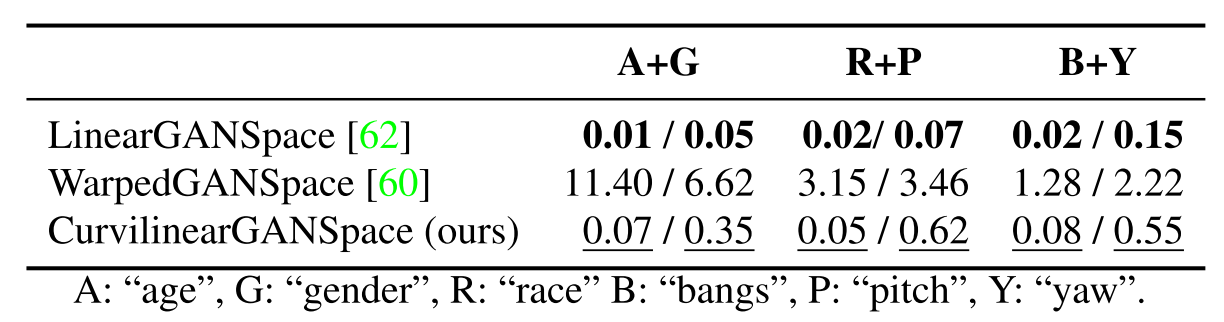 A+G R+P B+Y
LinearGANSpace [62] 0.01 / 0.05 0.02/ 0.07 0.02 / 0.15
WarpedGANSpace [60] 11.40 / 6.62 3.15 / 3.46 1.28 / 2.22
CurvilinearGANSpace (ours) 0.07 / 0.35 0.05 / 0.62 0.08 / 0.55
A: “age”, G: “gender”, R: “race” B: “bangs”, P: “pitch”, Y: “yaw”.